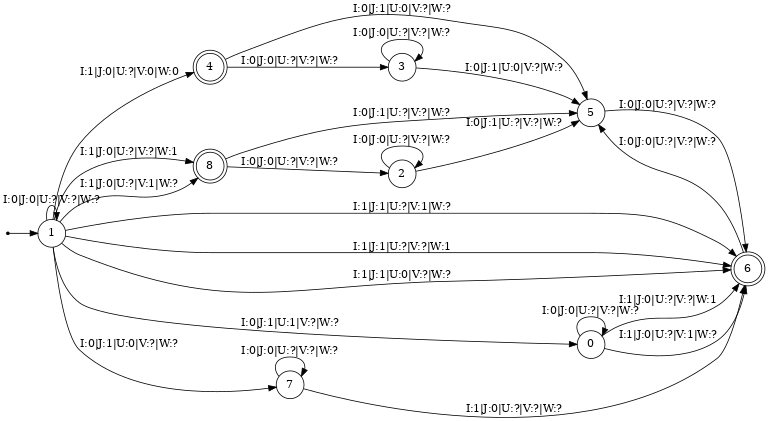 I:0|J:1|U:0|V:?|W:?
I:0|J:0|U:?|V:?|W:?
I:1|J:0|U:?|V:0|W:0
4
I:0|J:0|U:?|V:?|W:?
3
I:0|J:1|U:0|V:?|W:?
I:0|J:0|U:?|V:?|W:?
I:0|J:1|U:?|V:?|W:?
5
I:0|J:1|U:?|V:?|W:?
I:0|J:0|U:?|V:?|W:?
I:0|J:0|U:?|V:?|W:?
I:1|J:0|U:?|V:?|W:1
8
I:0|J:0|U:?|V:?|W:?
2
I:1|J:0|U:?|V:1|W:?
I:0|J:0|U:?|V:?|W:?
I:1|J:1|U:?|V:1|W:?
1
I:1|J:1|U:?|V:?|W:1
6
I:1|J:1|U:0|V:?|W:?
I:1|J:0|U:?|V:?|W:1
I:0|J:0|U:?|V:?|W:?
I:0|J:1|U:1|V:?|W:?
I:1|J:0|U:?|V:1|W:?
0
I:0|J:1|U:0|V:?|W:?
I:0|J:0|U:?|V:?|W:?
7
I:1|J:0|U:?|V:?|W:?